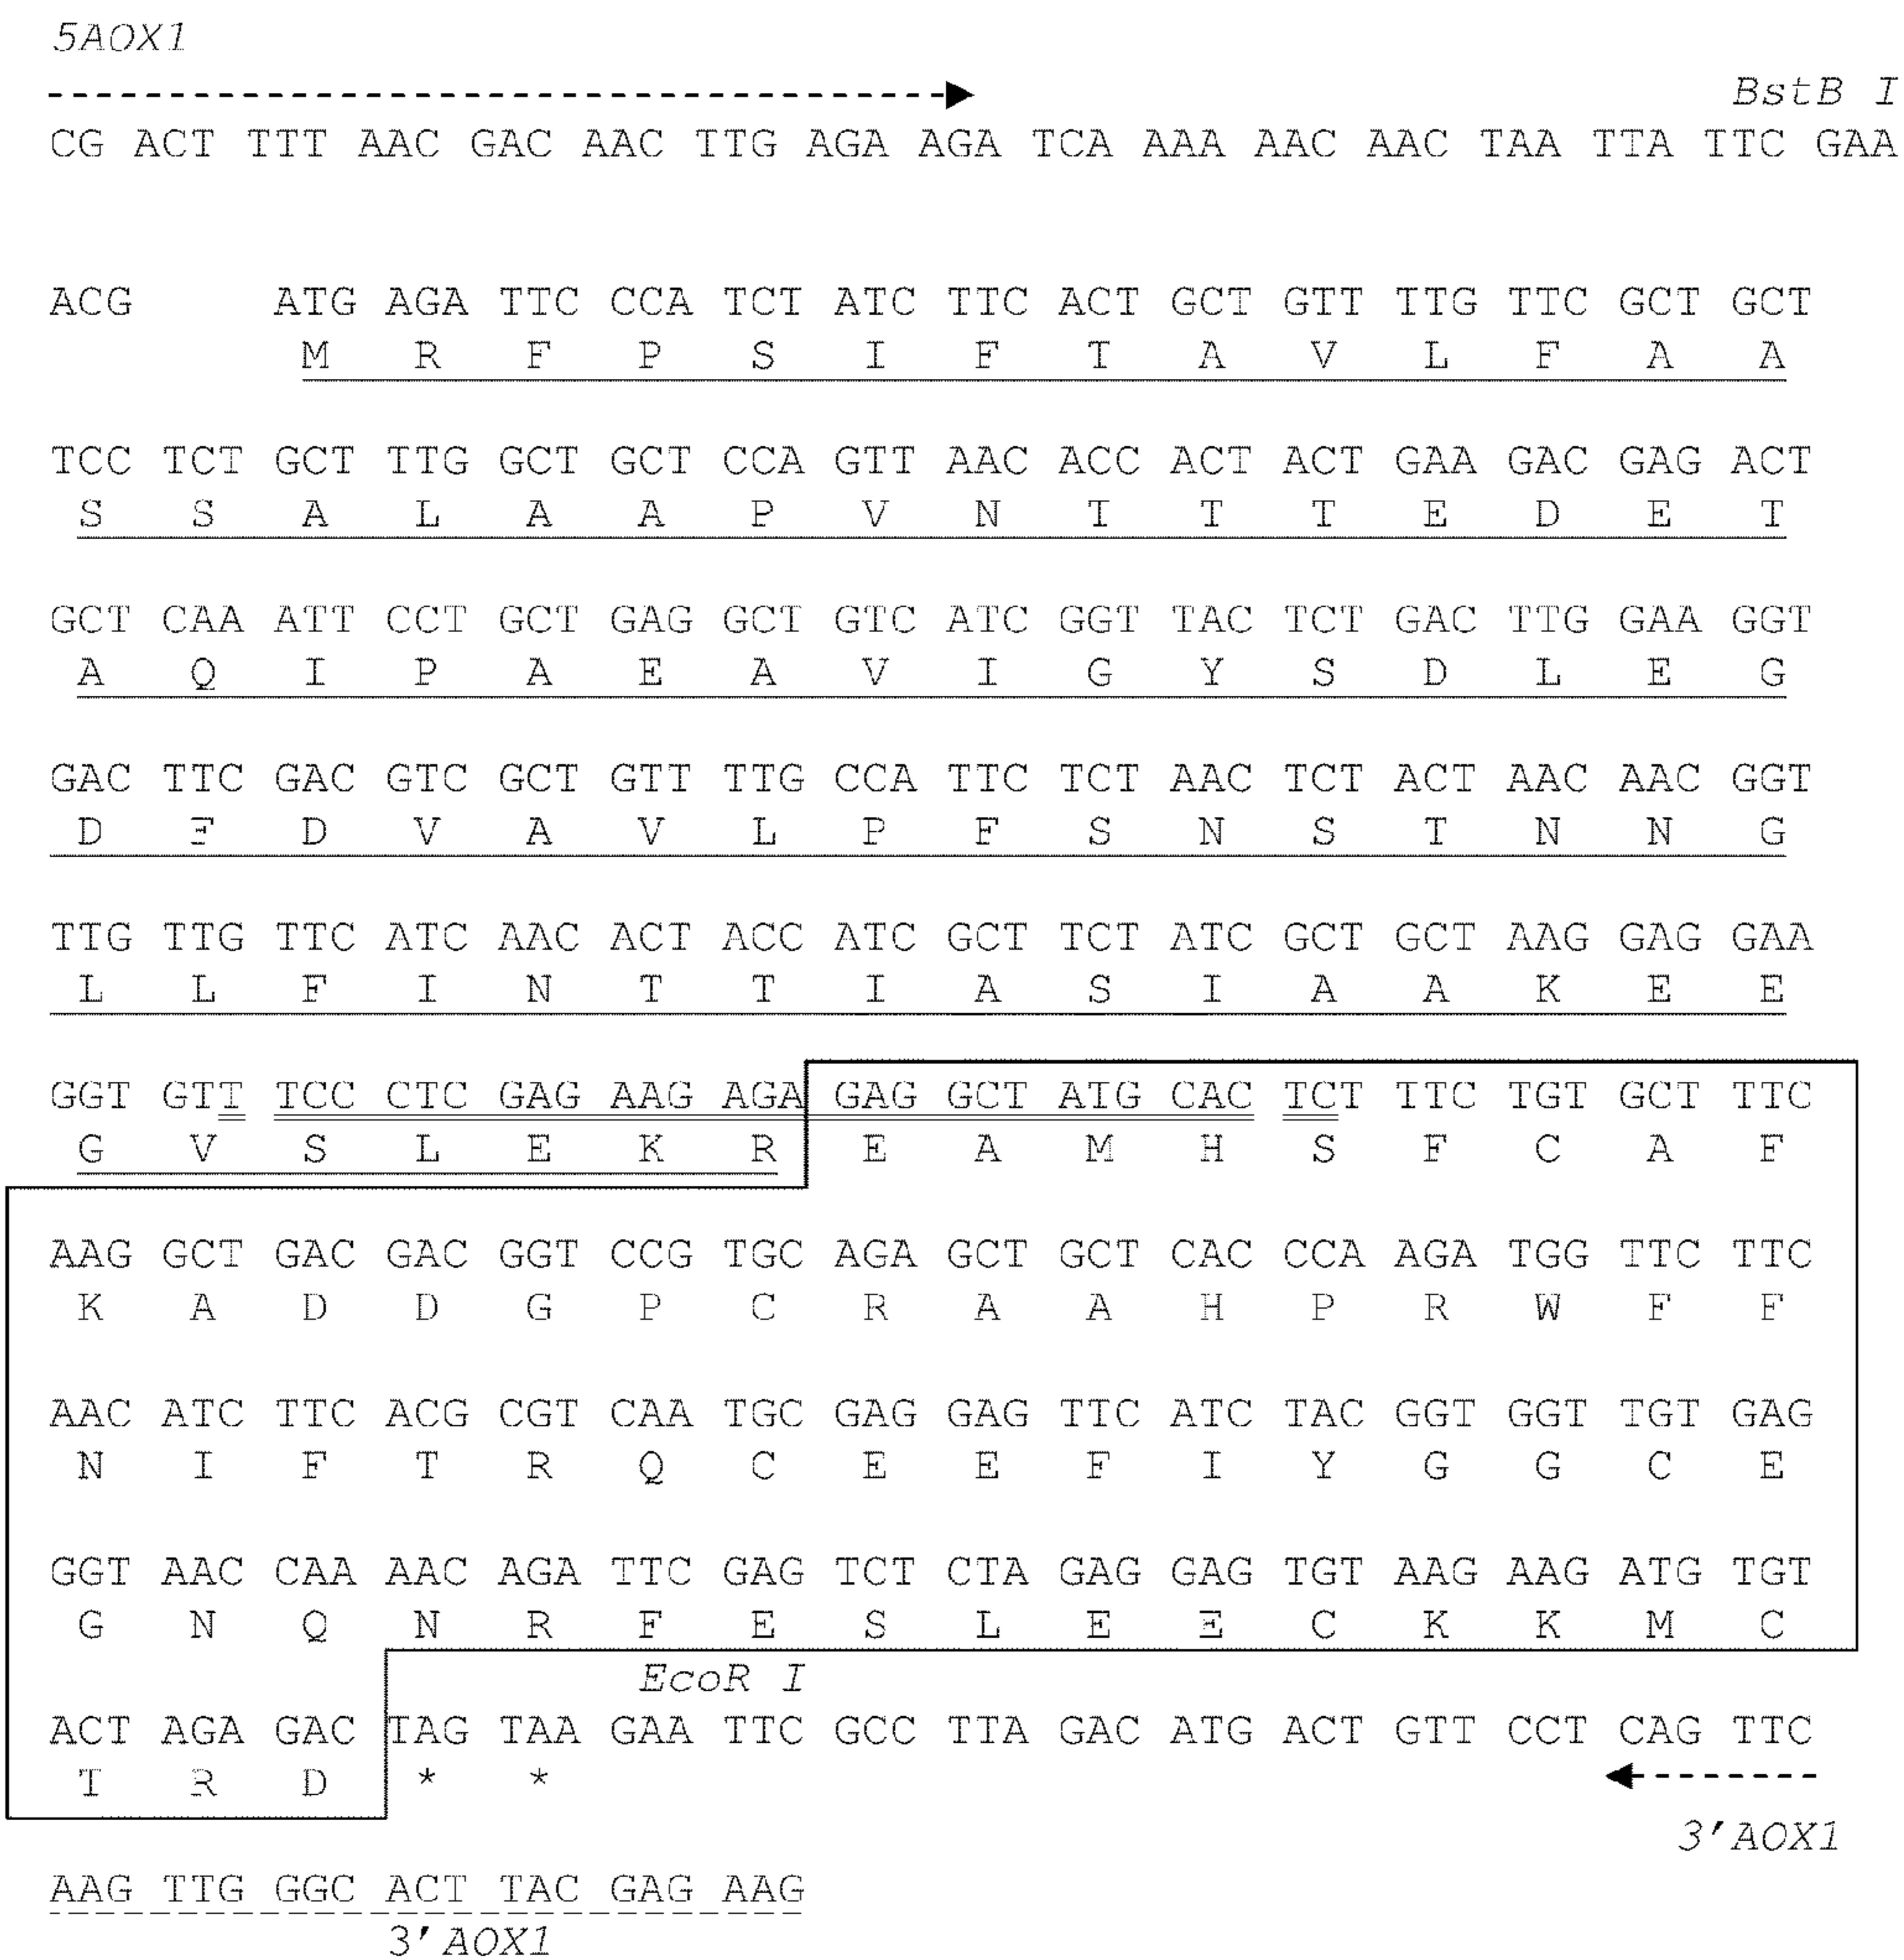 5AOX1
BstB I
CG ACT TTT AAC GAC AAC TTG AGA AGA TCA AAA AAC AAC TAA TTA TTC GAA
ACG ATG AGA TTC CCA TCT ATC TTC ACT GCT GTT TTG TTC GCT GCT
M R F P S I F T A V L F A A
TCC TCT GCT TTG GCT GCT CCA GTT AAC ACC ACT ACT GAA GAC GAG ACT
S S A L A A P V N T T T E D E T
GCT CAA ATT CCT GCT GAG GCT GTC ATC GGT TAC TCT GAC TTG GAA GGT
A Q I P A E A V I G Y S D L E G
GAC TTC GAC GTC GCT GTT TTG CCA TTC TCT AAC TCT ACT AAC AAC GGT
D F D V A V L P F S N S T N N G
TTG TTG TTC ATC AAC ACT ACC ATC GCT TCT ATC GCT GCT AAG GAG GAA
L L F I N T T I A S I A A K E E
GGT GTT TCC CTC GAG AAG AGA GAG GCT ATG CAC TCT TTC TGT GCT TTC
G V S L E K R E A M H S F C A F
AAG GCT GAC GAC GGT CCG TGC AGA GCT GCT CAC CCA AGA TGG TTC TTC
K A D D G P C R A A H P R W F F
AAC ATC TTC ACG CGT CAA TGC GAG GAG TTC ATC TAC GGT GGT TGT GAG
N I F T R Q C E E F I Y G G C E
GGT AAC CAA AAC AGA TTC GAG TCT CTA GAG GAG TGT AAG AAG ATG TGT
G N Q N R F E S L E E C K K M C
EcoR I
ACT AGA GAC TAG TAA GAA TTC GCC TTA GAC ATG ACT GTT CCT CAG TTC
T R D * *
3'AOX1
AAG TTG GGC ACT TAC GAG AAG
3'AOX1